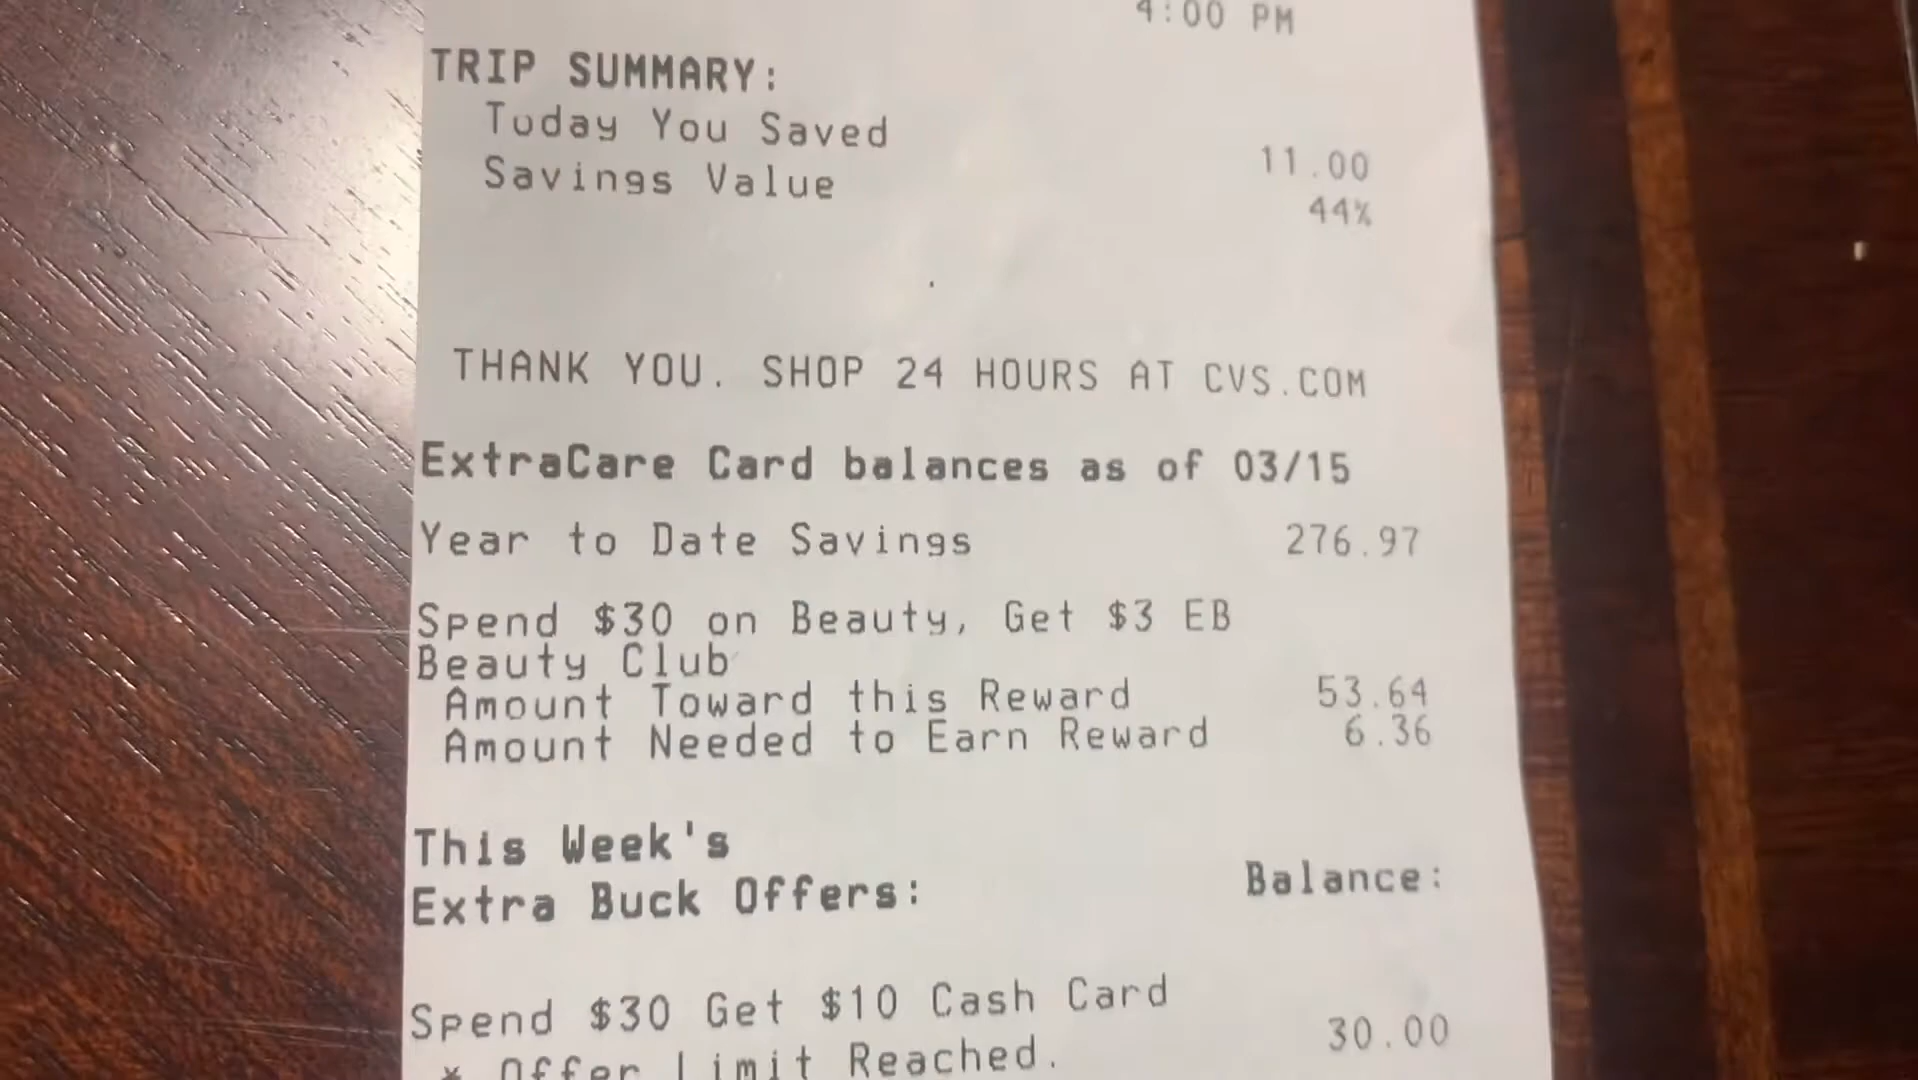 4:00 PM
TRIP SUMMARY:
Today You Saved 11.00
Savings Value 44%
THANK YOU. SHOP 24 HOURS AT CVS.COM
ExtraCare Card balances as of 03/15
Year to Date Savings 276.97
Spend $30 on Beauty, Get $3 EB
Beauty Club
Amount Toward this Reward 53.64
Amount Needed to Earn Reward 6.36
This Week's
Extra Buck Offers: Balance:
Spend $30 Get $10 Cash Card 30.00
* Offer Limit Reached.